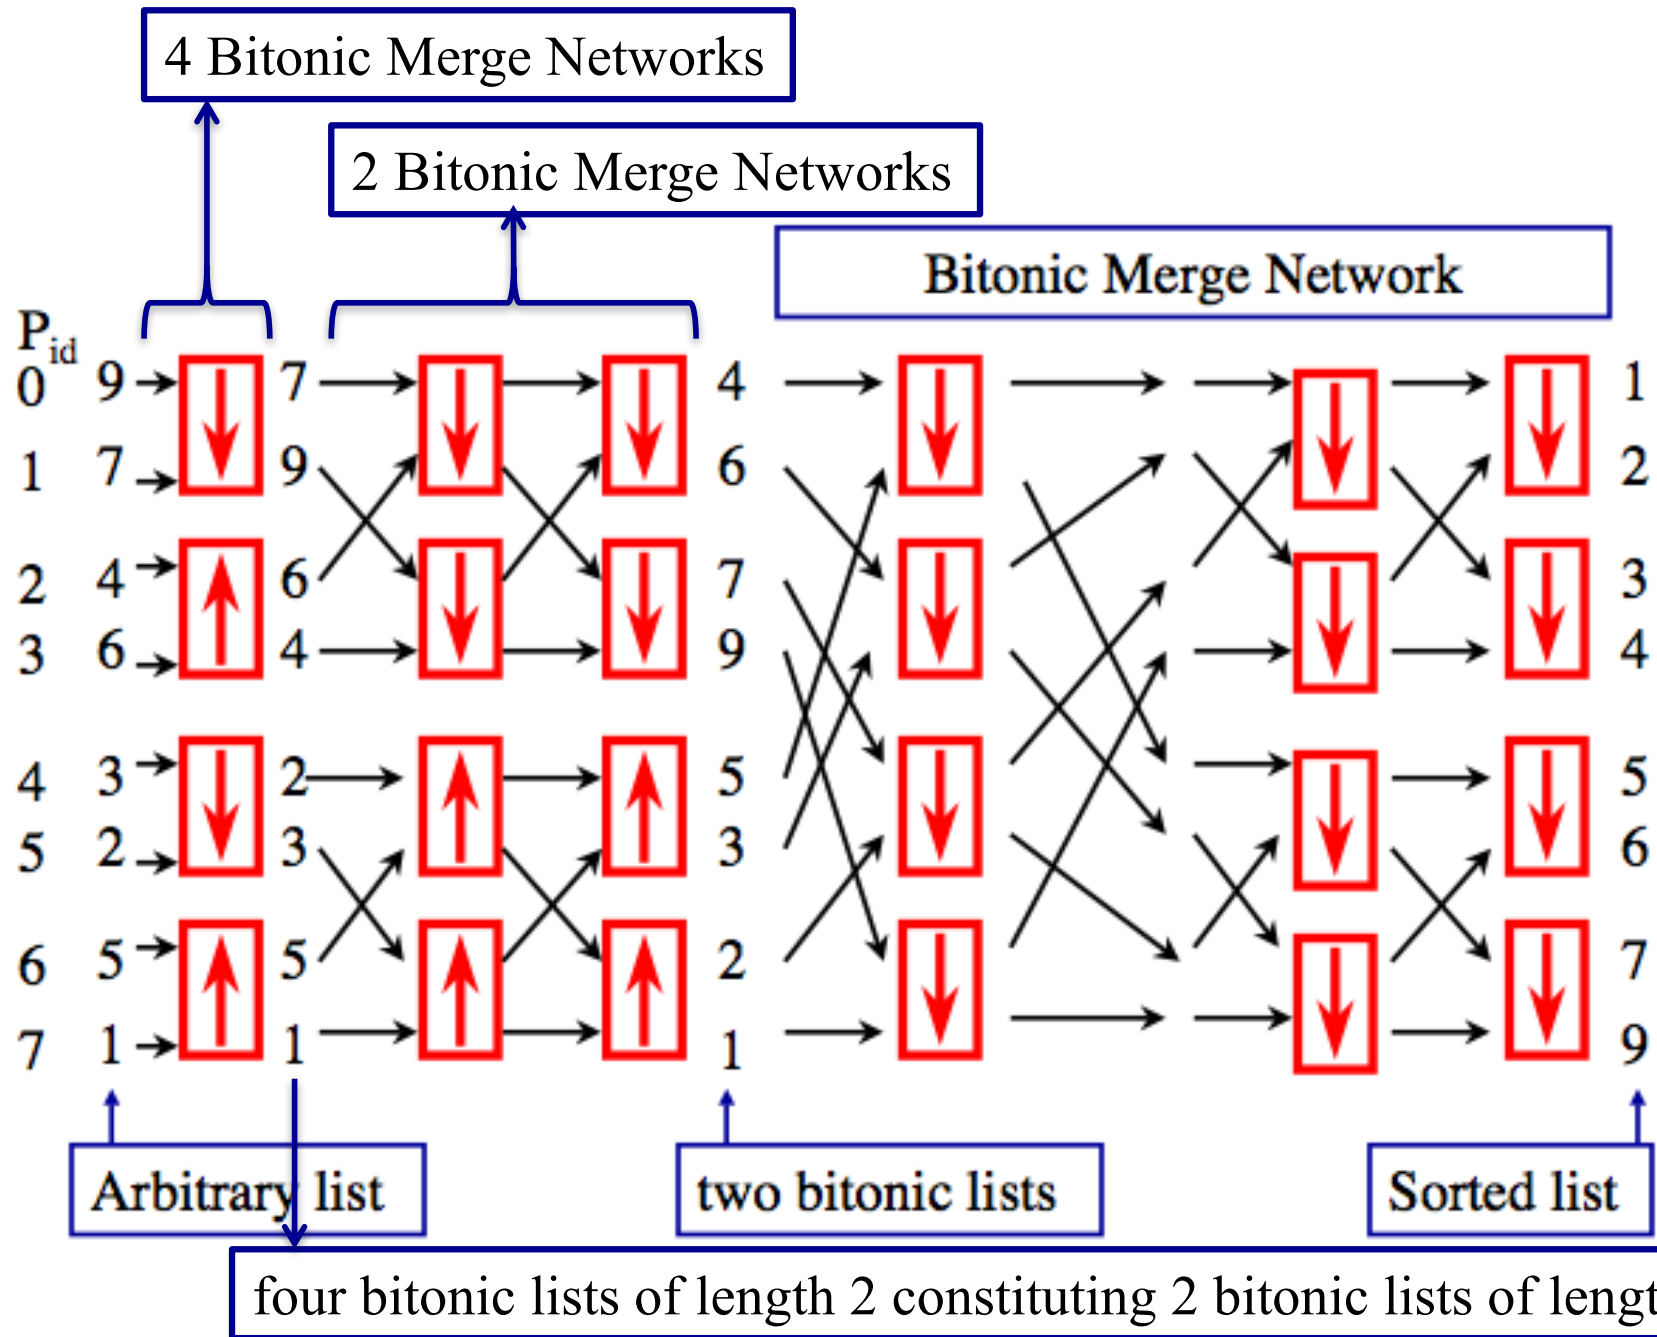 4 Bitonic Merge Networks
2 Bitonic Merge Networks
Bitonic Merge Network
Pid
0 9 7 4 1
1 7 9 6 2
2 4 6 7 3
3 6 4 9 4
4 3 2 5 5
5 2 3 3 6
6 5 5 2 7
7 1 1 1 9
Arbitrary list two bitonic lists Sorted list
four bitonic lists of length 2 constituting 2 bitonic lists of